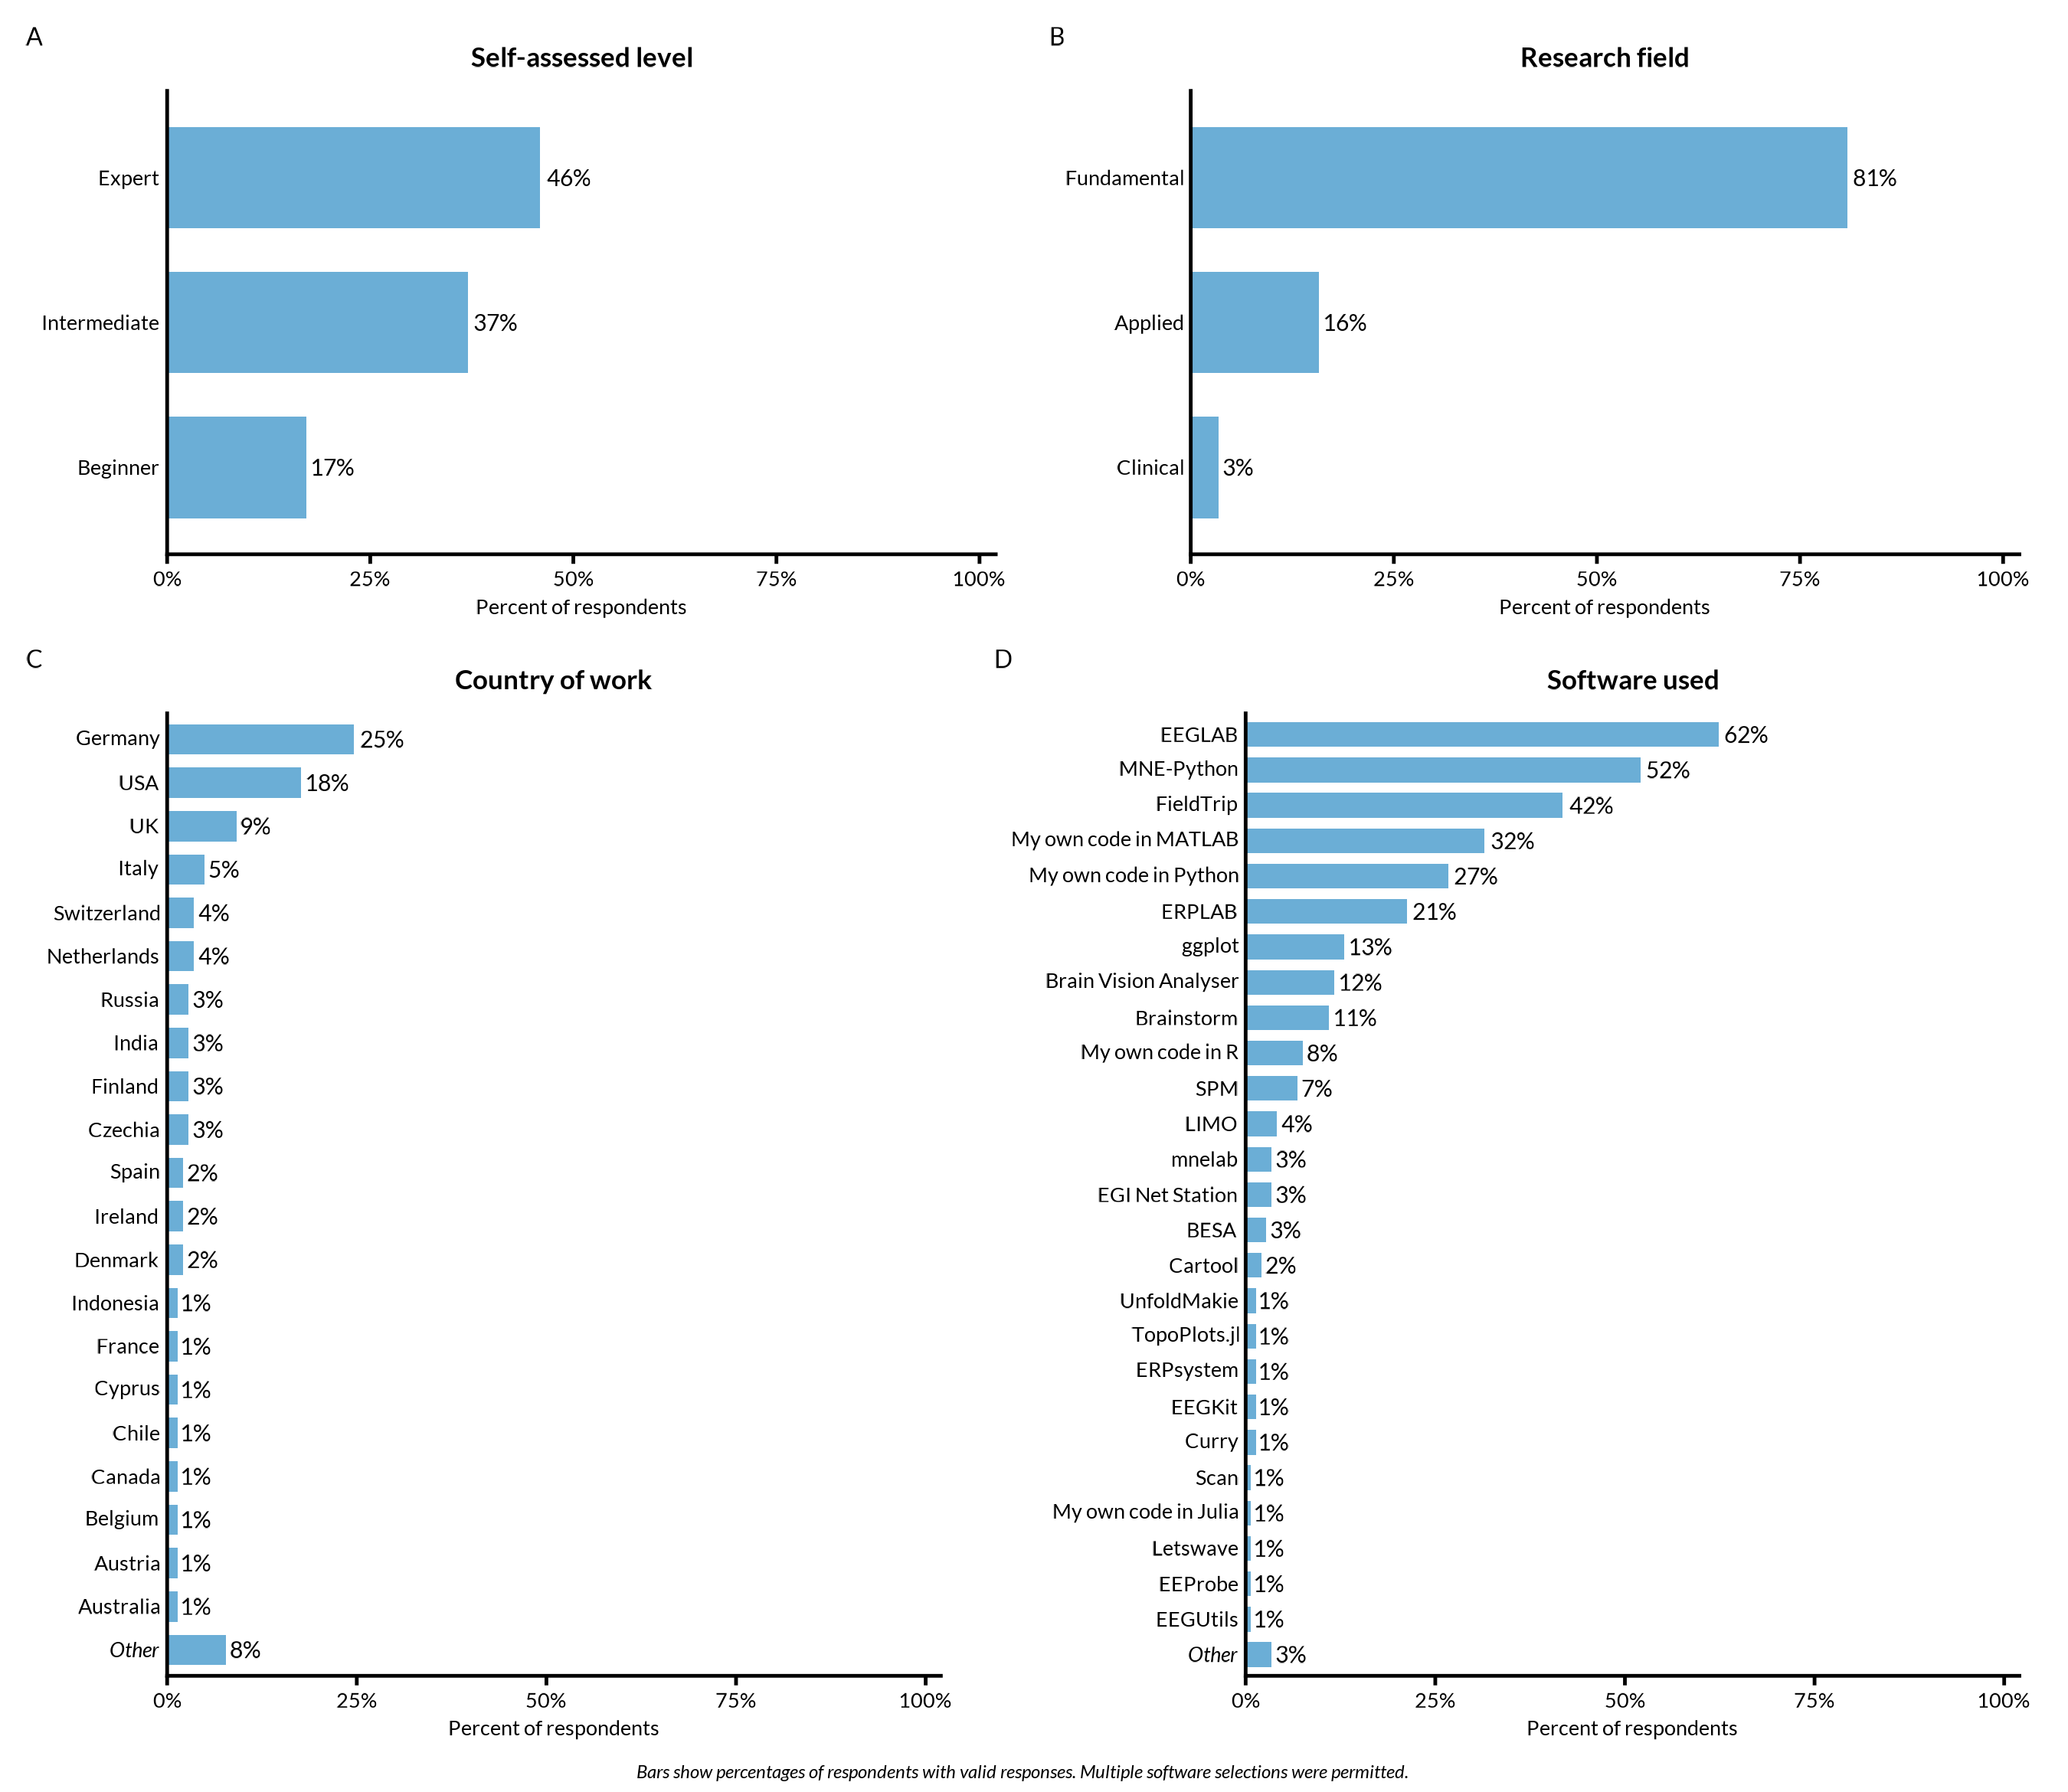 A
Self-assessed level
Expert 46%
Intermediate 37%
Beginner 17%
0% 25% 50% 75% 100%
Percent of respondents
B
Research field
Fundamental 81%
Applied 16%
Clinical 3%
0% 25% 50% 75% 100%
Percent of respondents
C
Country of work
Germany 25%
USA 18%
UK 9%
Italy 5%
Switzerland 4%
Netherlands 4%
Russia 3%
India 3%
Finland 3%
Czechia 3%
Spain 2%
Ireland 2%
Denmark 2%
Indonesia 1%
France 1%
Cyprus 1%
Chile 1%
Canada 1%
Belgium 1%
Austria 1%
Australia 1%
Other 8%
0% 25% 50% 75% 100%
Percent of respondents
D
Software used
EEGLAB 62%
MNE-Python 52%
FieldTrip 42%
My own code in MATLAB 32%
My own code in Python 27%
ERPLAB 21%
ggplot 13%
Brain Vision Analyser 12%
Brainstorm 11%
My own code in R 8%
SPM 7%
LIMO 4%
mnelab 3%
EGI Net Station 3%
BESA 3%
Cartool 2%
UnfoldMakie 1%
TopoPlots.jl 1%
ERPsystem 1%
EEGKit 1%
Curry 1%
Scan 1%
My own code in Julia 1%
Letswave 1%
EEProbe 1%
EEGUtils 1%
Other 3%
0% 25% 50% 75% 100%
Percent of respondents
Bars show percentages of respondents with valid responses. Multiple software selections were permitted.